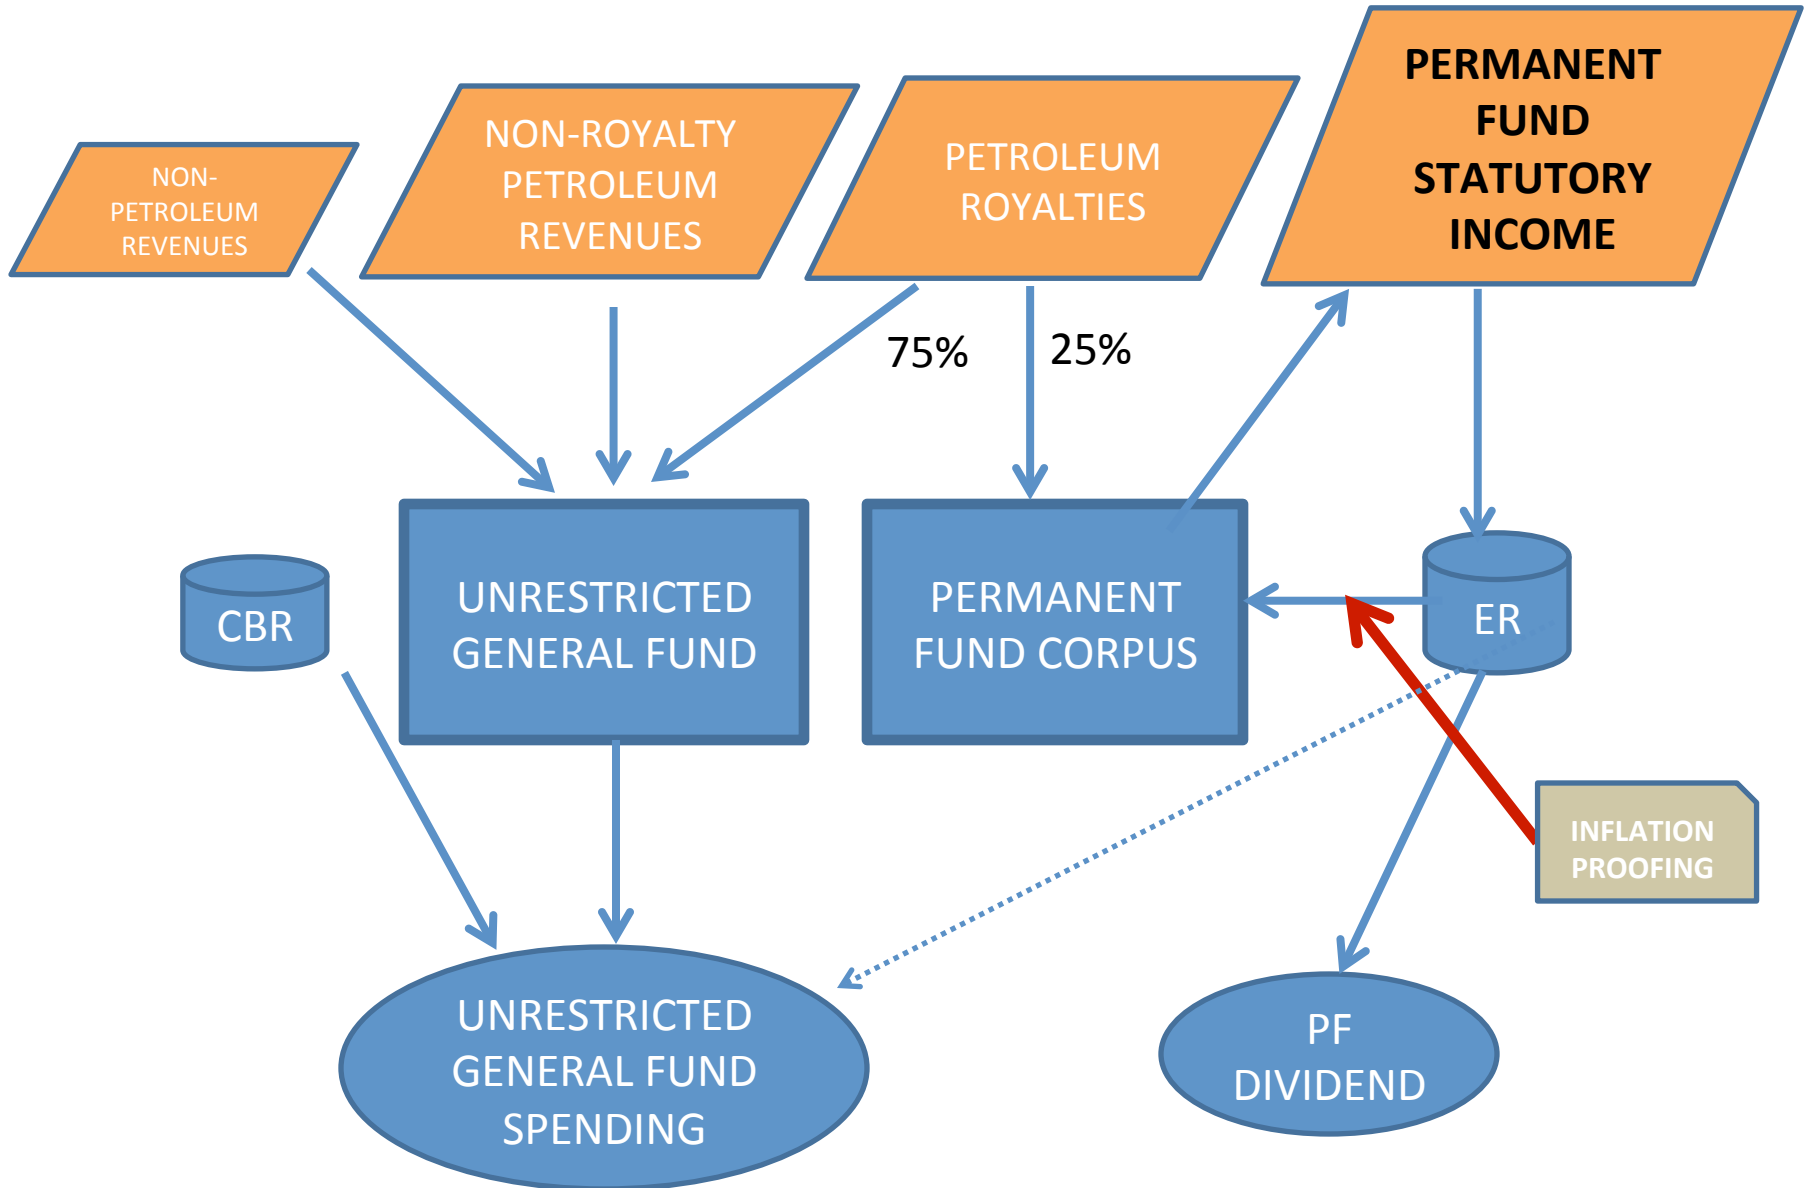 NON-
PETROLEUM
REVENUES
NON-ROYALTY
PETROLEUM
REVENUES
PETROLEUM
ROYALTIES
PERMANENT
FUND
STATUTORY
INCOME
75%
25%
CBR
UNRESTRICTED
GENERAL FUND
PERMANENT
FUND CORPUS
ER
INFLATION
PROOFING
UNRESTRICTED
GENERAL FUND
SPENDING
PF
DIVIDEND